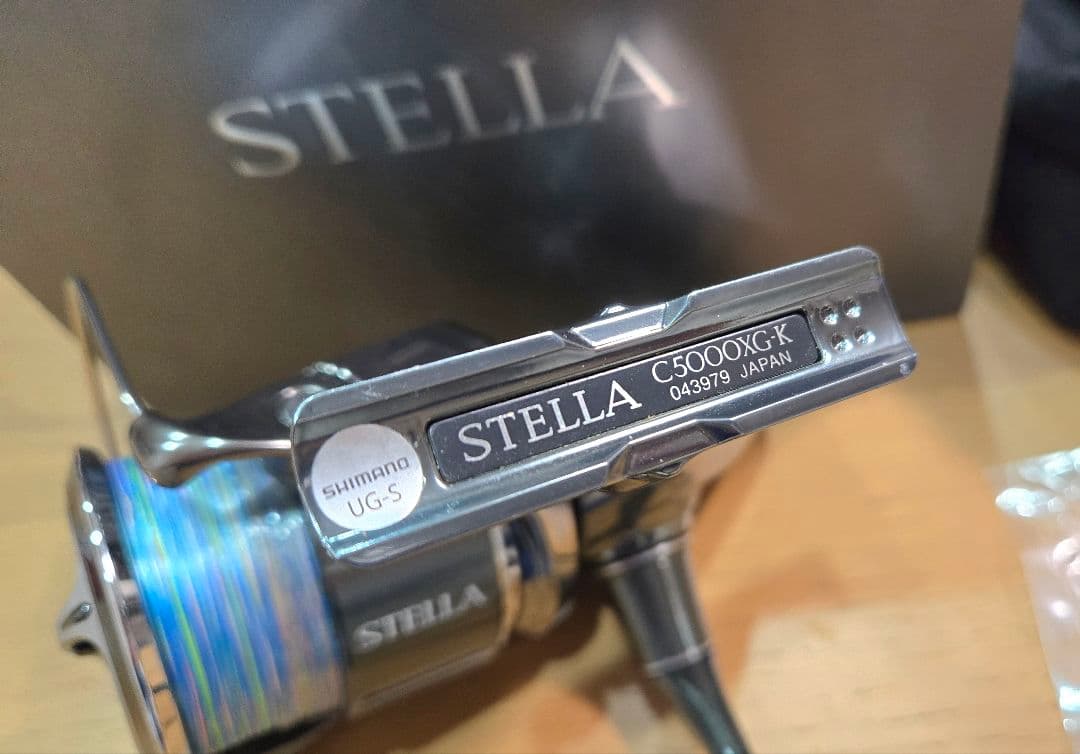 STELLA
STELLA C5000XG-K
043979 JAPAN
SHIMANO
UG-S
STELLA